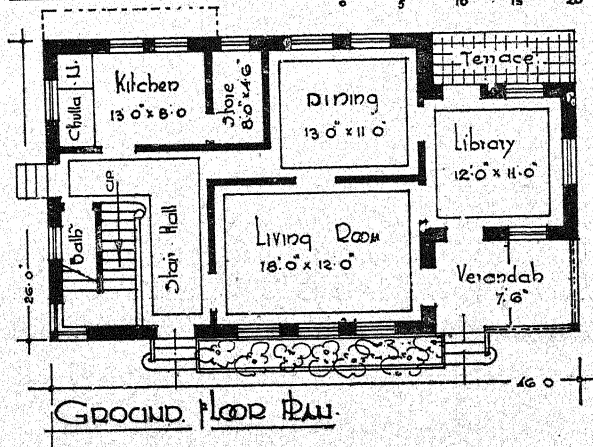 0 5 10 15 20
Kitchen
13'0" x 8'0
Store
8'0" x 4'6"
Dining
13'0" x 11'0"
Terrace
Chulla
Library
12'0" x 11'0"
UP
Bath
Stair Hall
Living Room
18'0" x 12'0"
Verandah
7'6"
26'0"
46'0
GROUND FLOOR PLAN.